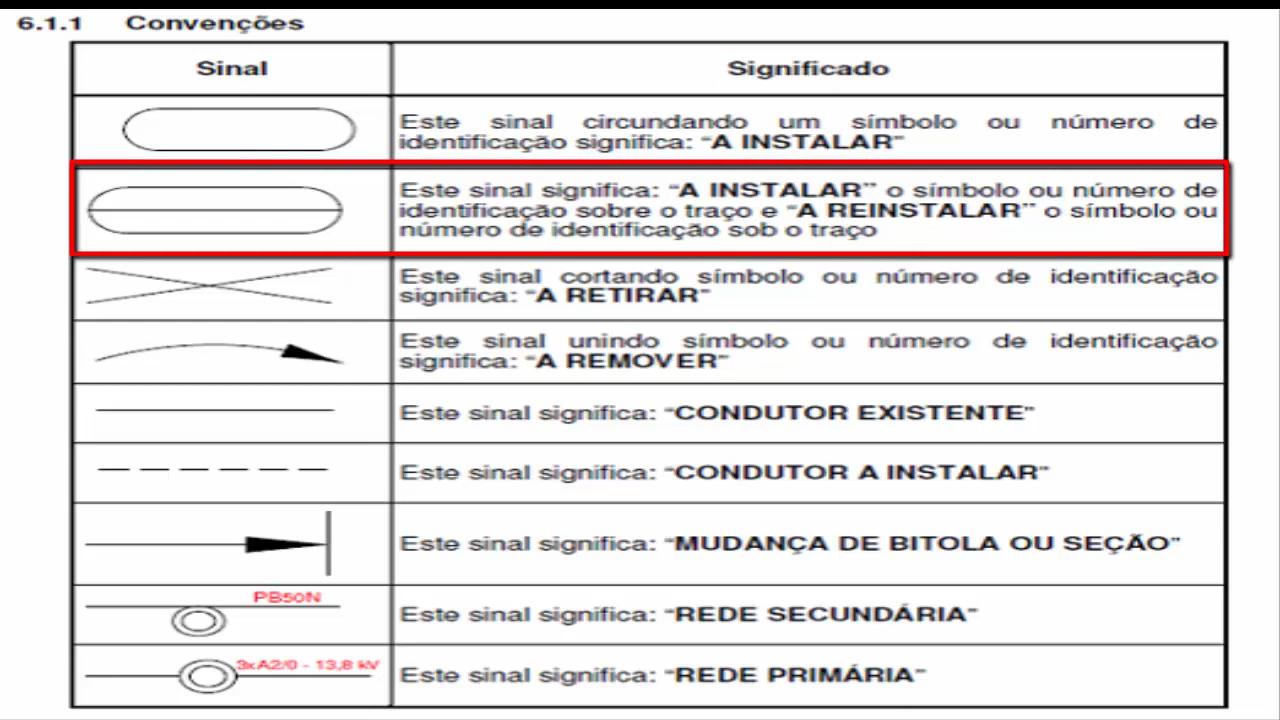 6.1.1 Convenções
Sinal Significado
Este sinal circundando um símbolo ou número de
identificação significa: “A INSTALAR”
Este sinal significa: “A INSTALAR” o símbolo ou número de
identificação sobre o traço e “A REINSTALAR” o símbolo ou
número de identificação sob o traço
Este sinal cortando símbolo ou número de identificação
significa: “A RETIRAR”
Este sinal unindo símbolo ou número de identificação
significa: “A REMOVER”
Este sinal significa: “CONDUTOR EXISTENTE”
Este sinal significa: “CONDUTOR A INSTALAR”
Este sinal significa: “MUDANÇA DE BITOLA OU SEÇÃO”
PB50N
Este sinal significa: “REDE SECUNDÁRIA”
3xA2/0 - 13,8 kV
Este sinal significa: “REDE PRIMÁRIA”